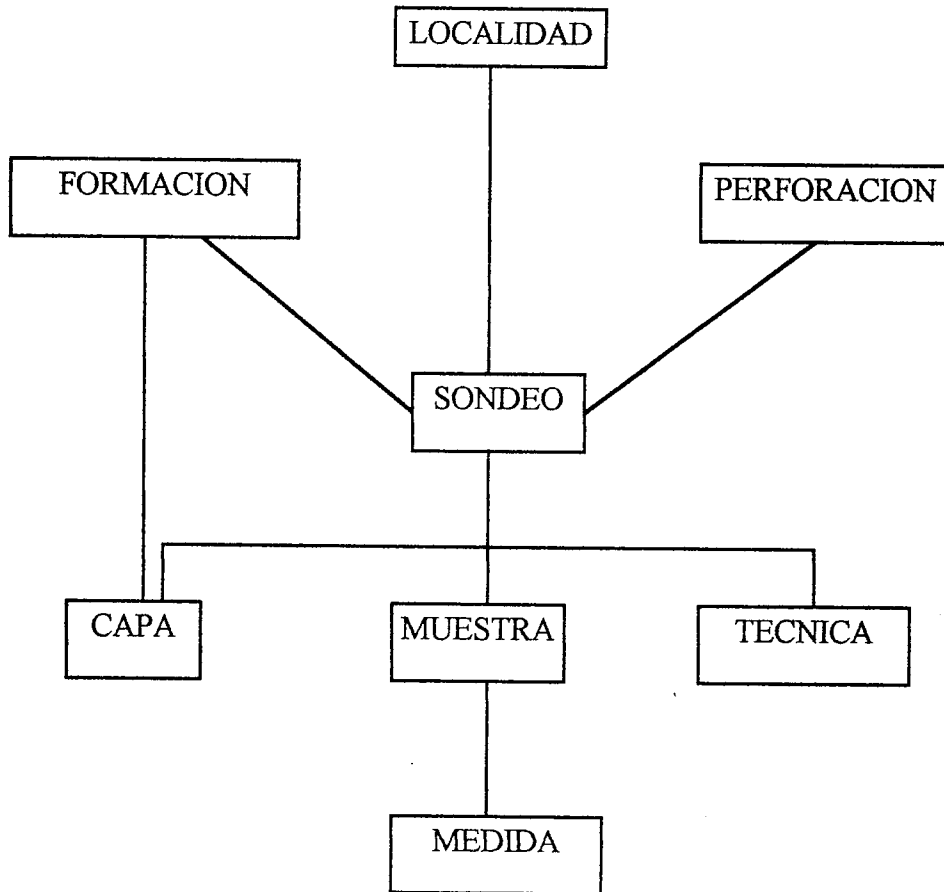 LOCALIDAD
FORMACION
PERFORACION
SONDEO
CAPA
MUESTRA
TECNICA
MEDIDA